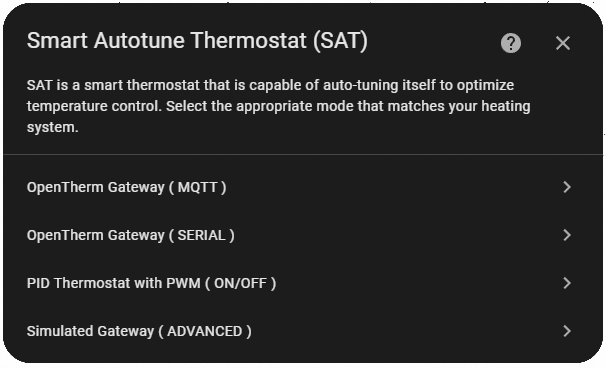 Smart Autotune Thermostat (SAT)
SAT is a smart thermostat that is capable of auto-tuning itself to optimize
temperature control. Select the appropriate mode that matches your heating
system.
OpenTherm Gateway ( MQTT )
OpenTherm Gateway ( SERIAL )
PID Thermostat with PWM ( ON/OFF )
Simulated Gateway ( ADVANCED )